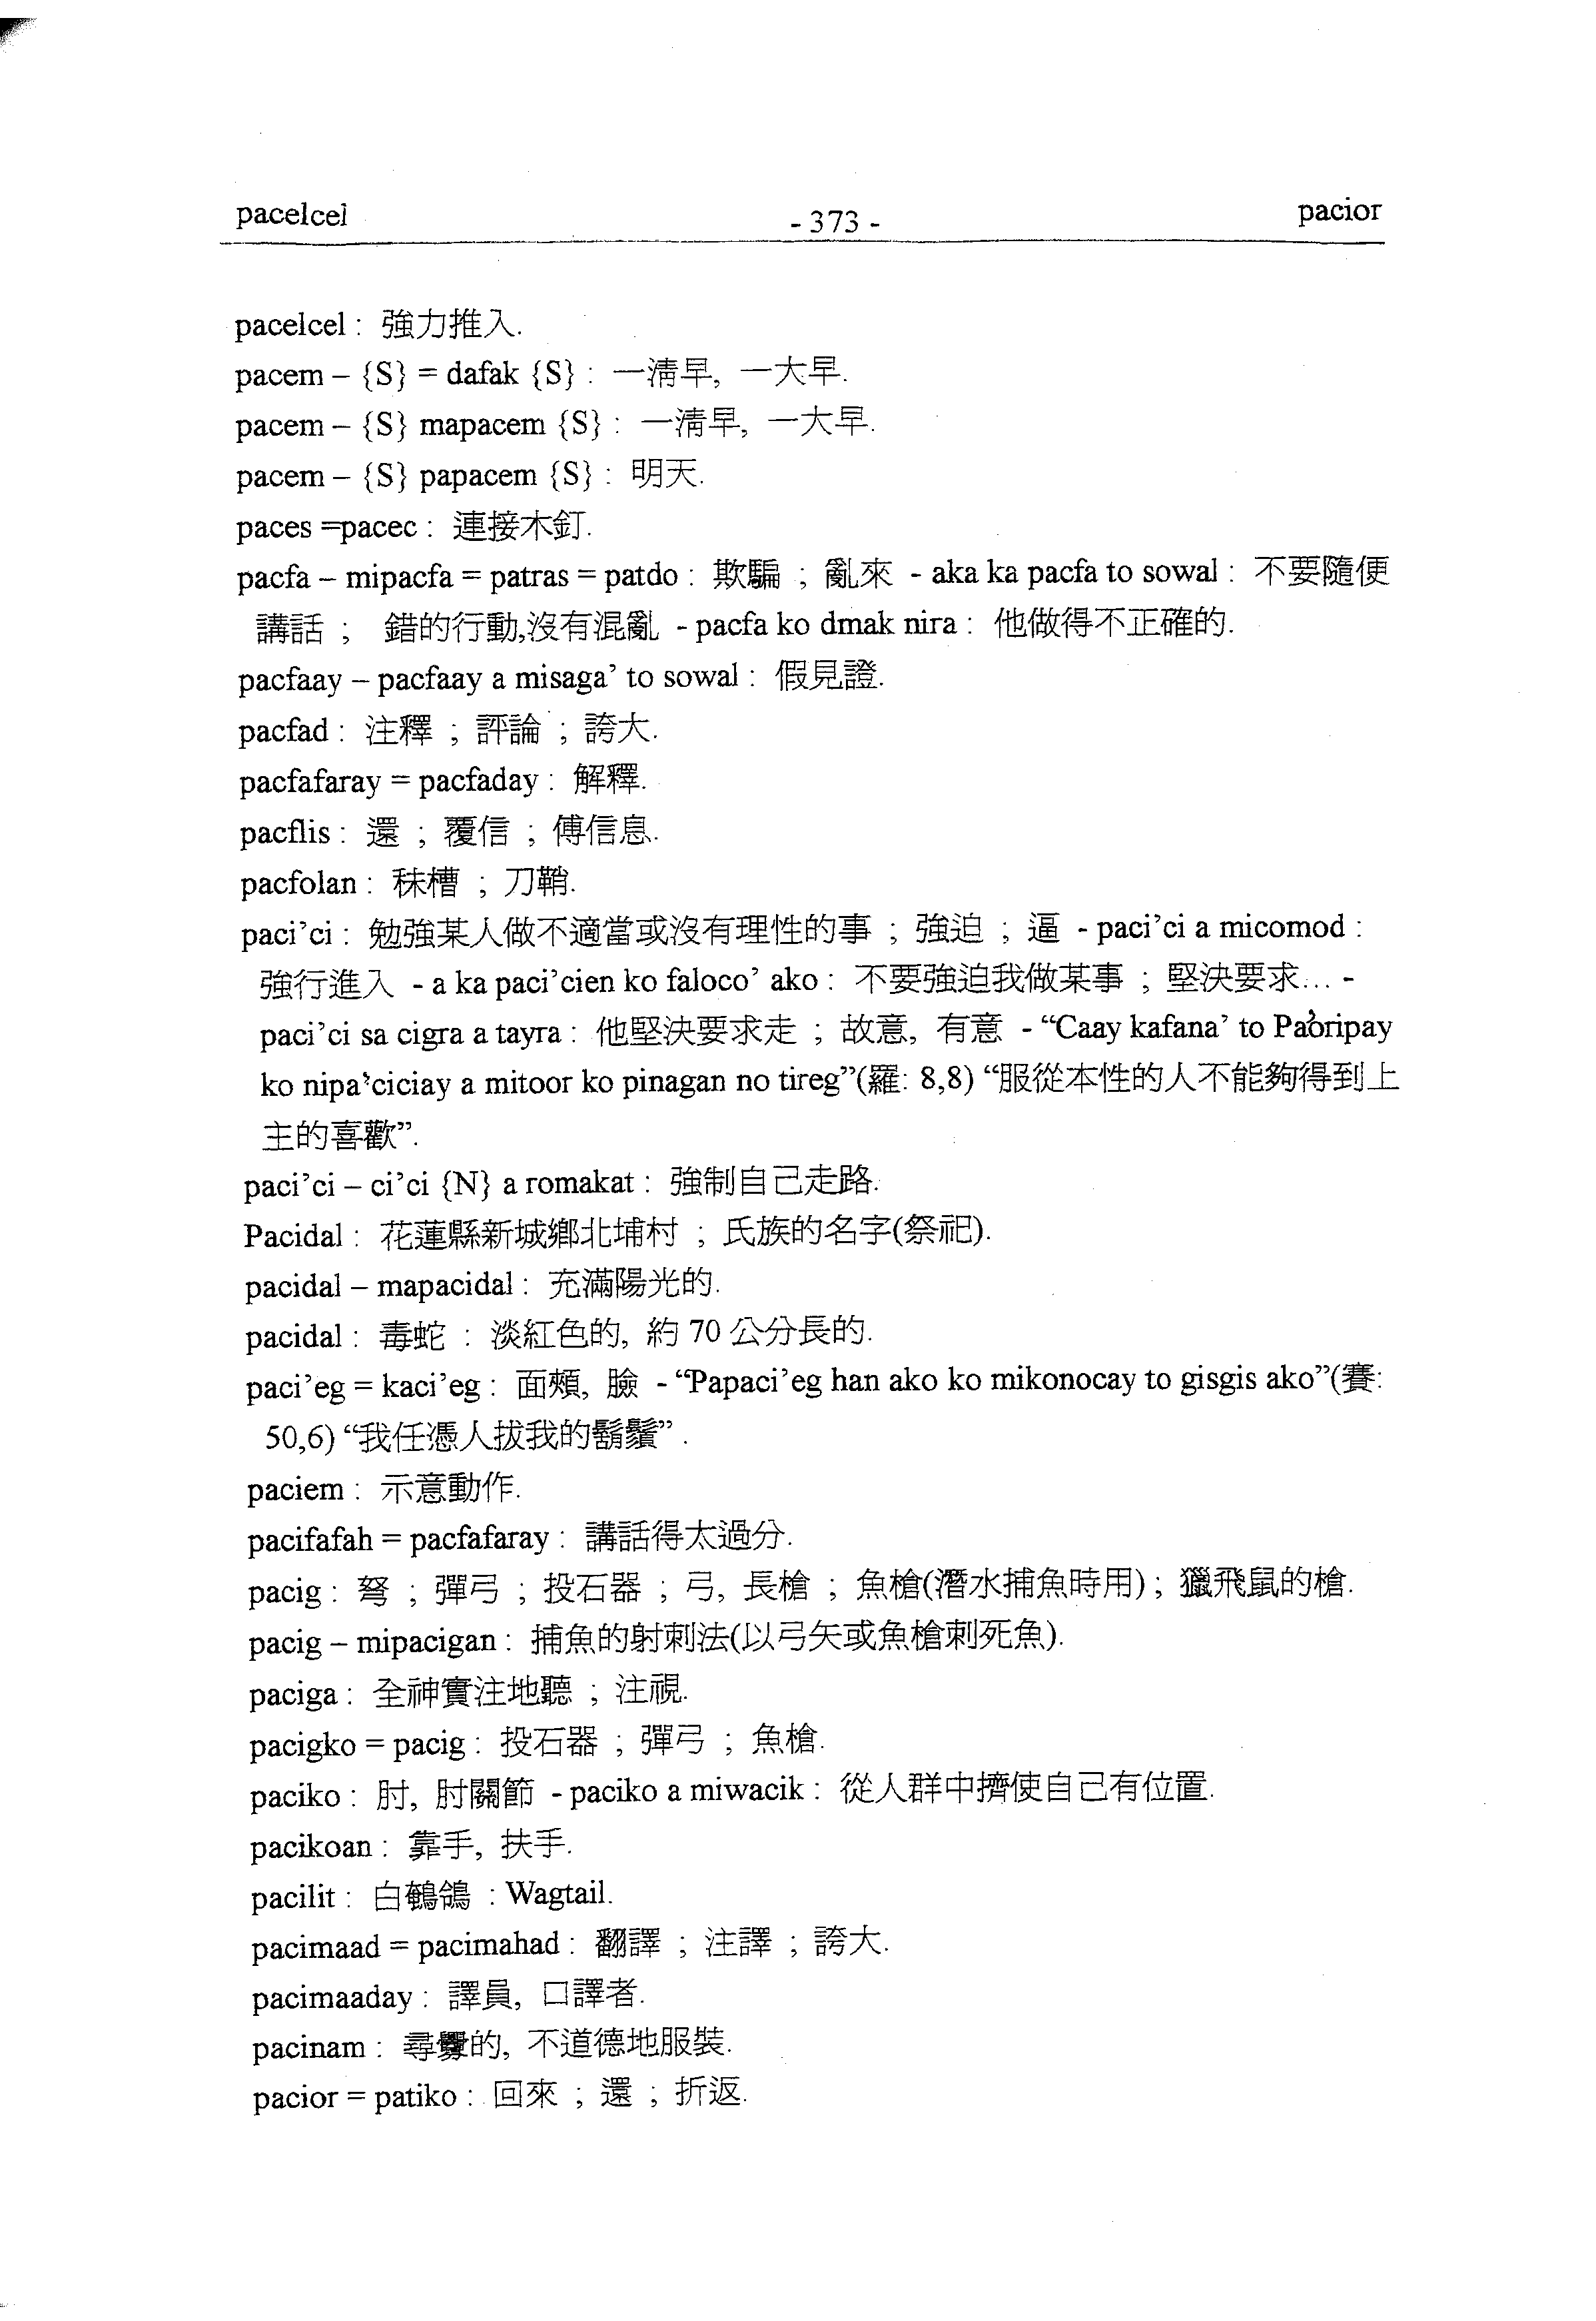 pacelcel - 373 - pacior
pacelcel : 強力推入.
pacem – {S} = dafak {S} : 一淸早, 一大早.
pacem – {S} mapacem {S} : 一淸早, 一大早.
pacem – {S} papacem {S} : 明天.
paces =pacec : 連接木釘.
pacfa – mipacfa = patras = patdo : 欺騙 ; 亂來 - aka ka pacfa to sowal : 不要隨便
講話 ; 錯的行動,沒有混亂 - pacfa ko dmak nira : 他做得不正確的.
pacfaay – pacfaay a misaga’ to sowal : 假見證.
pacfad : 注釋 ; 評論 ; 誇大.
pacfafaray = pacfaday : 解釋.
pacflis : 還 ; 覆信 ; 傅信息.
pacfolan : 秣槽 ; 刀鞘.
paci’ci : 勉強某人做不適當或沒有理性的事 ; 強迫 ; 逼 - paci’ci a micomod :
強行進入 - a ka paci’cien ko faloco’ ako : 不要強迫我做某事 ; 堅決要求... -
paci’ci sa cigra a tayra : 他堅決要求走 ; 故意, 有意 - “Caay kafana’ to Paòripay
ko nipa’ciciay a mitoor ko pinagan no tireg”(羅: 8,8) “服從本性的人不能夠得到上
主的喜歡”.
paci’ci – ci’ci {N} a romakat : 強制自己走路.
Pacidal : 花蓮縣新城鄉北埔村 ; 氏族的名字(祭祀).
pacidal – mapacidal : 充滿陽光的.
pacidal : 毒蛇 : 淡紅色的, 約 70 公分長的.
paci’eg = kaci’eg : 面頰, 臉 - “Papaci’eg han ako ko mikonocay to gisgis ako”(賽:
50,6) “我任憑人拔我的鬍鬚” .
paciem : 示意動作.
pacifafah = pacfafaray : 講話得太過分.
pacig : 弩 ; 彈弓 ; 投石器 ; 弓, 長槍 ; 魚槍(潛水捕魚時用) ; 獵飛鼠的槍.
pacig – mipacigan : 捕魚的射刺法(以弓矢或魚槍刺死魚).
paciga : 全神實注地聽 ; 注視.
pacigko = pacig : 投石器 ; 彈弓 ; 魚槍.
paciko : 肘, 肘關節 - paciko a miwacik : 從人群中擠使自己有位置.
pacikoan : 靠手, 扶手.
pacilit : 白鶺鴒 : Wagtail.
pacimaad = pacimahad : 翻譯 ; 注譯 ; 誇大.
pacimaaday : 譯員, 口譯者.
pacinam : 尋釁的, 不道德地服裝.
pacior = patiko : 回來 ; 還 ; 折返.